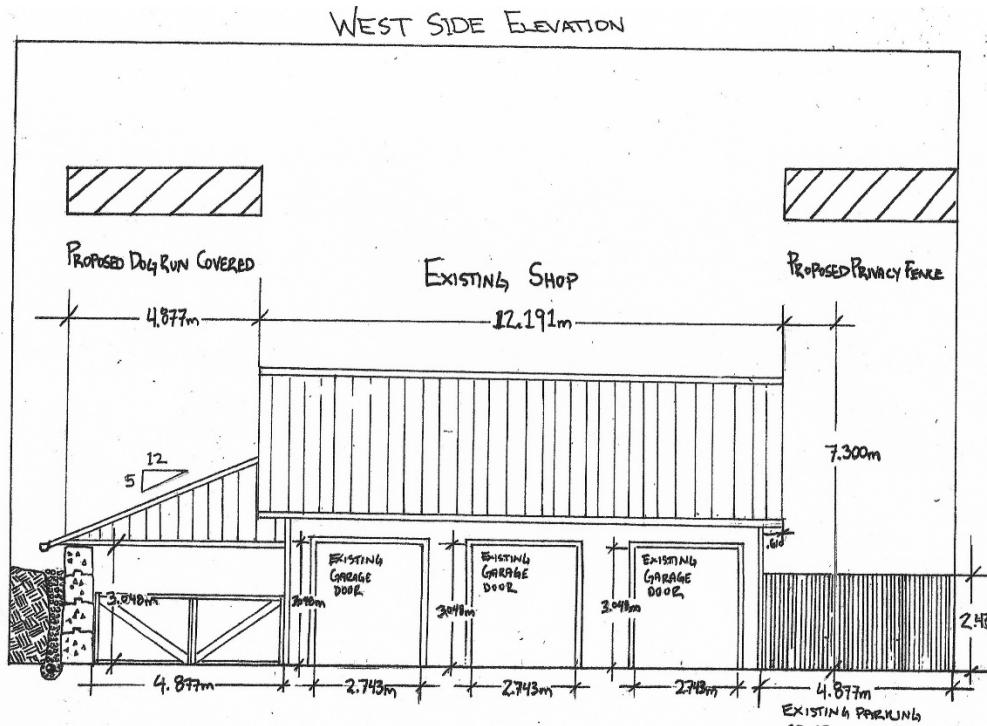 WEST SIDE ELEVATION
PROPOSED DOG RUN COVERED
EXISTING SHOP
PROPOSED PRIVACY FENCE
4.877m
12.191m
7.300m
12
5
.610
EXISTING
GARAGE
DOOR
EXISTING
GARAGE
DOOR
EXISTING
GARAGE
DOOR
3.048m
3.048m
3.048m
3.048m
2.4
4.877m
2.743m
2.743m
2.743m
4.877m
EXISTING PARKING